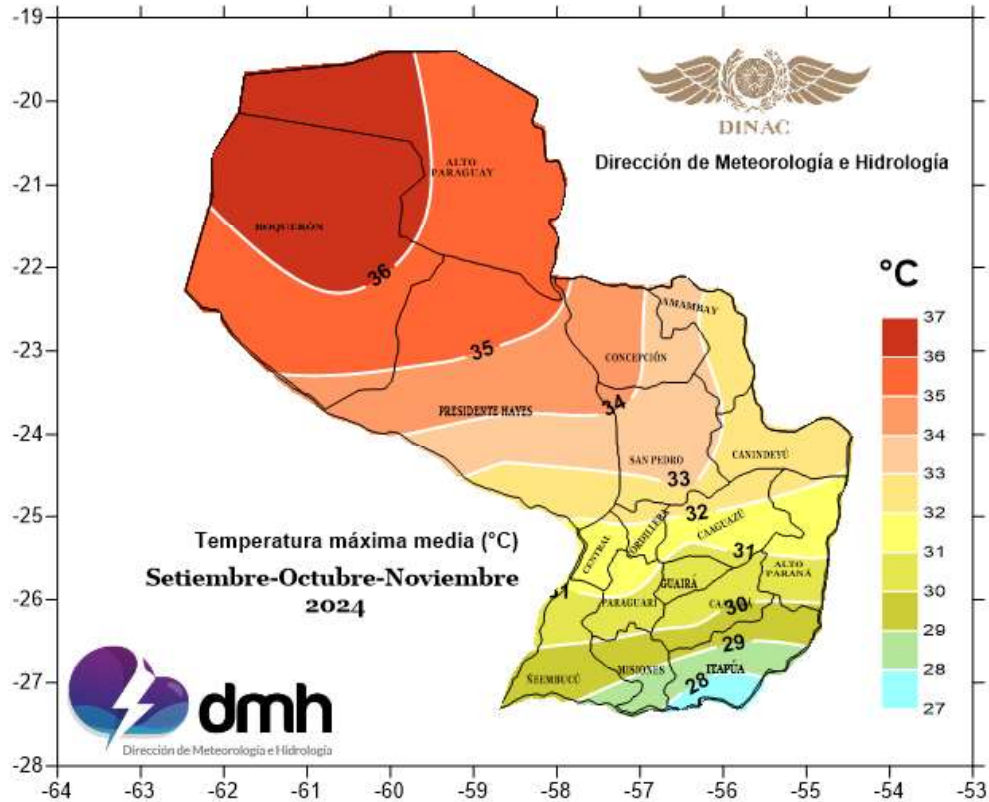 -19
-20
-21
-22
-23
-24
-25
-26
-27
-28
-64
-63
-62
-61
-60
-59
-58
-57
-56
-55
-54
-53
DINAC
Dirección de Meteorología e Hidrología
ALTO
PARAGUAY
BOQUERÓN
36
35
34
33
32
31
31
30
29
28
AMAMBAY
CONCEPCIÓN
PRESIDENTE HAYES
SAN PEDRO
CANINDEYÚ
CENTRAL
CAAGUAZÚ
GUAIRÁ
ALTO
PARANÁ
PARAGUARÍ
MISIONES
ITAPÚA
ÑEEMBUCÚ
°C
37
36
35
34
33
32
31
30
29
28
27
Temperatura máxima media (°C)
Setiembre-Octubre-Noviembre
2024
dmh
Dirección de Meteorología e Hidrología